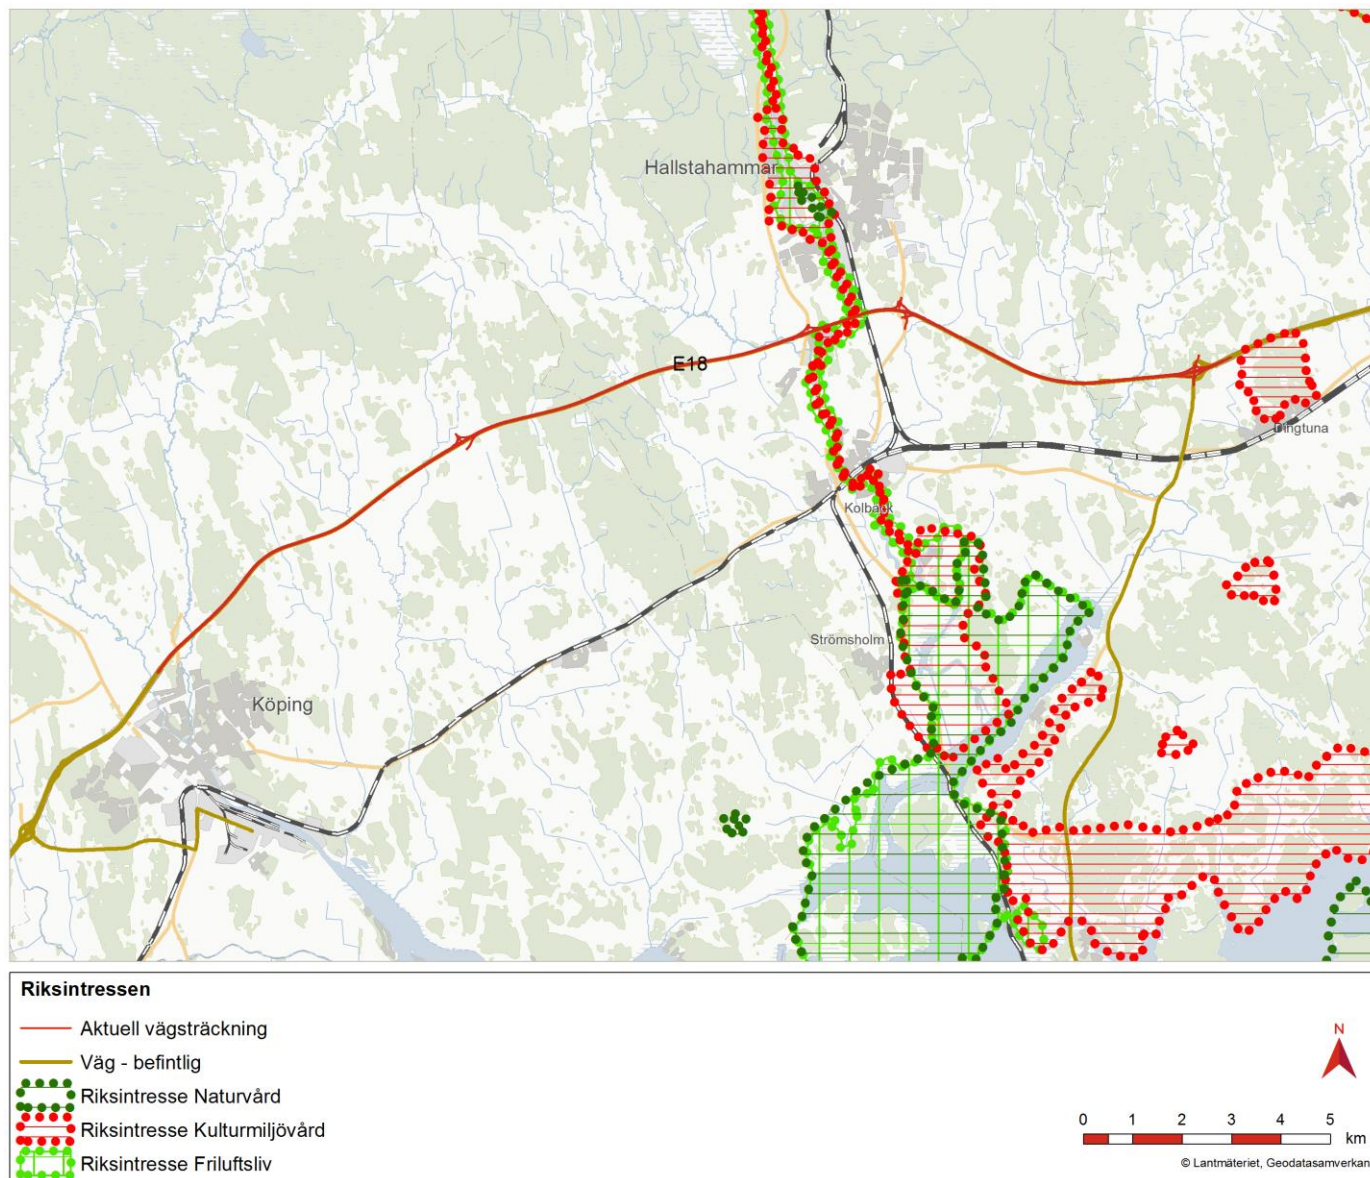 Hallstahammar
E18
Dingtuna
Kolbäck
Strömsholm
Köping
Riksintressen
Aktuell vägsträckning
Väg - befintlig
Riksintresse Naturvård
Riksintresse Kulturmiljövård
Riksintresse Friluftsliv
N
0 1 2 3 4 5
km
© Lantmäteriet, Geodatasamverkan